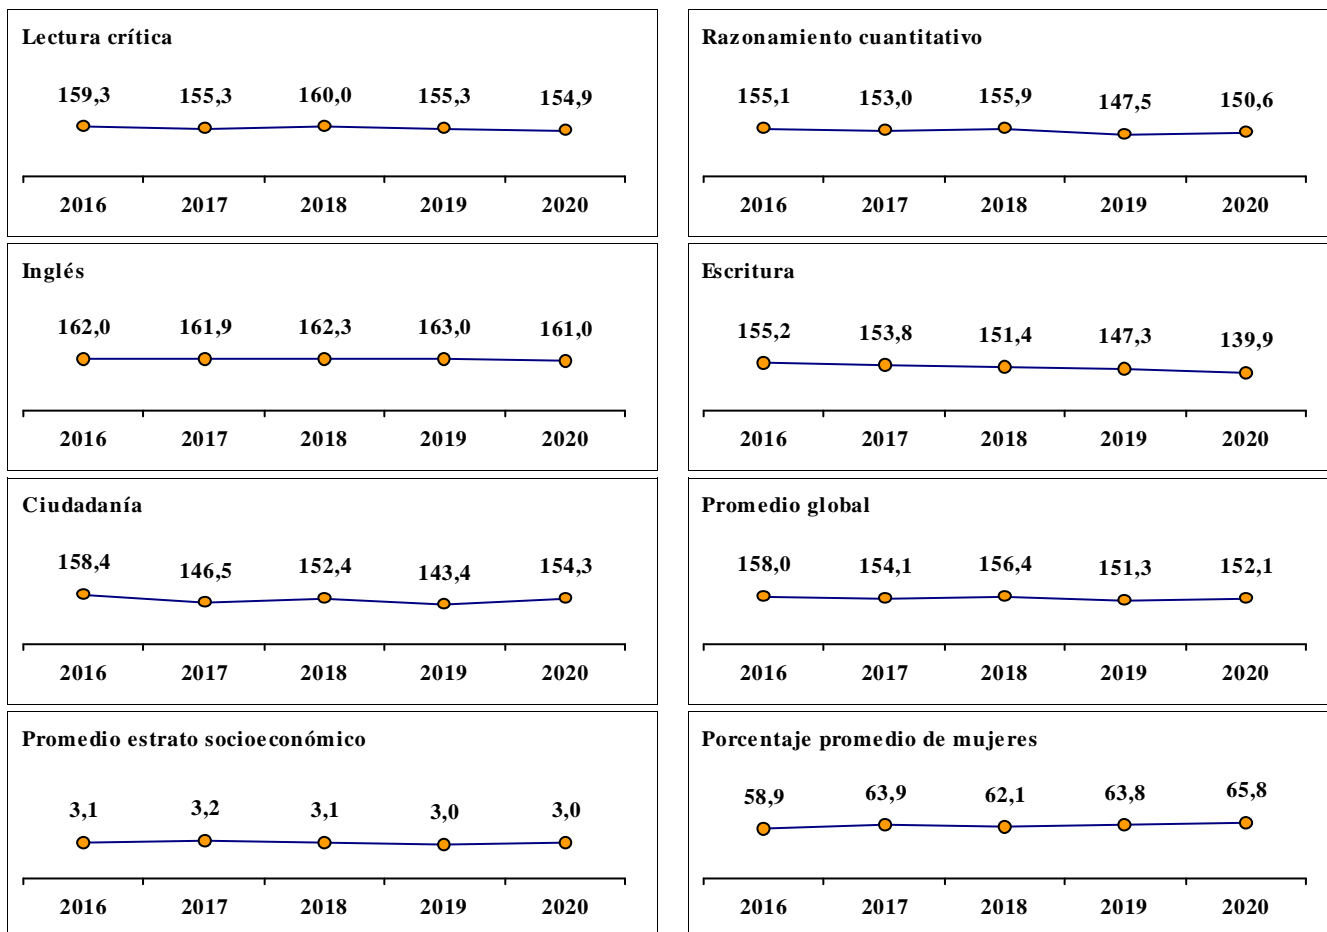 Lectura crítica
159,3 155,3 160,0 155,3 154,9
2016 2017 2018 2019 2020
Razonamiento cuantitativo
155,1 153,0 155,9 147,5 150,6
2016 2017 2018 2019 2020
Inglés
162,0 161,9 162,3 163,0 161,0
2016 2017 2018 2019 2020
Escritura
155,2 153,8 151,4 147,3 139,9
2016 2017 2018 2019 2020
Ciudadanía
158,4 146,5 152,4 143,4 154,3
2016 2017 2018 2019 2020
Promedio global
158,0 154,1 156,4 151,3 152,1
2016 2017 2018 2019 2020
Promedio estrato socioeconómico
3,1 3,2 3,1 3,0 3,0
2016 2017 2018 2019 2020
Porcentaje promedio de mujeres
58,9 63,9 62,1 63,8 65,8
2016 2017 2018 2019 2020